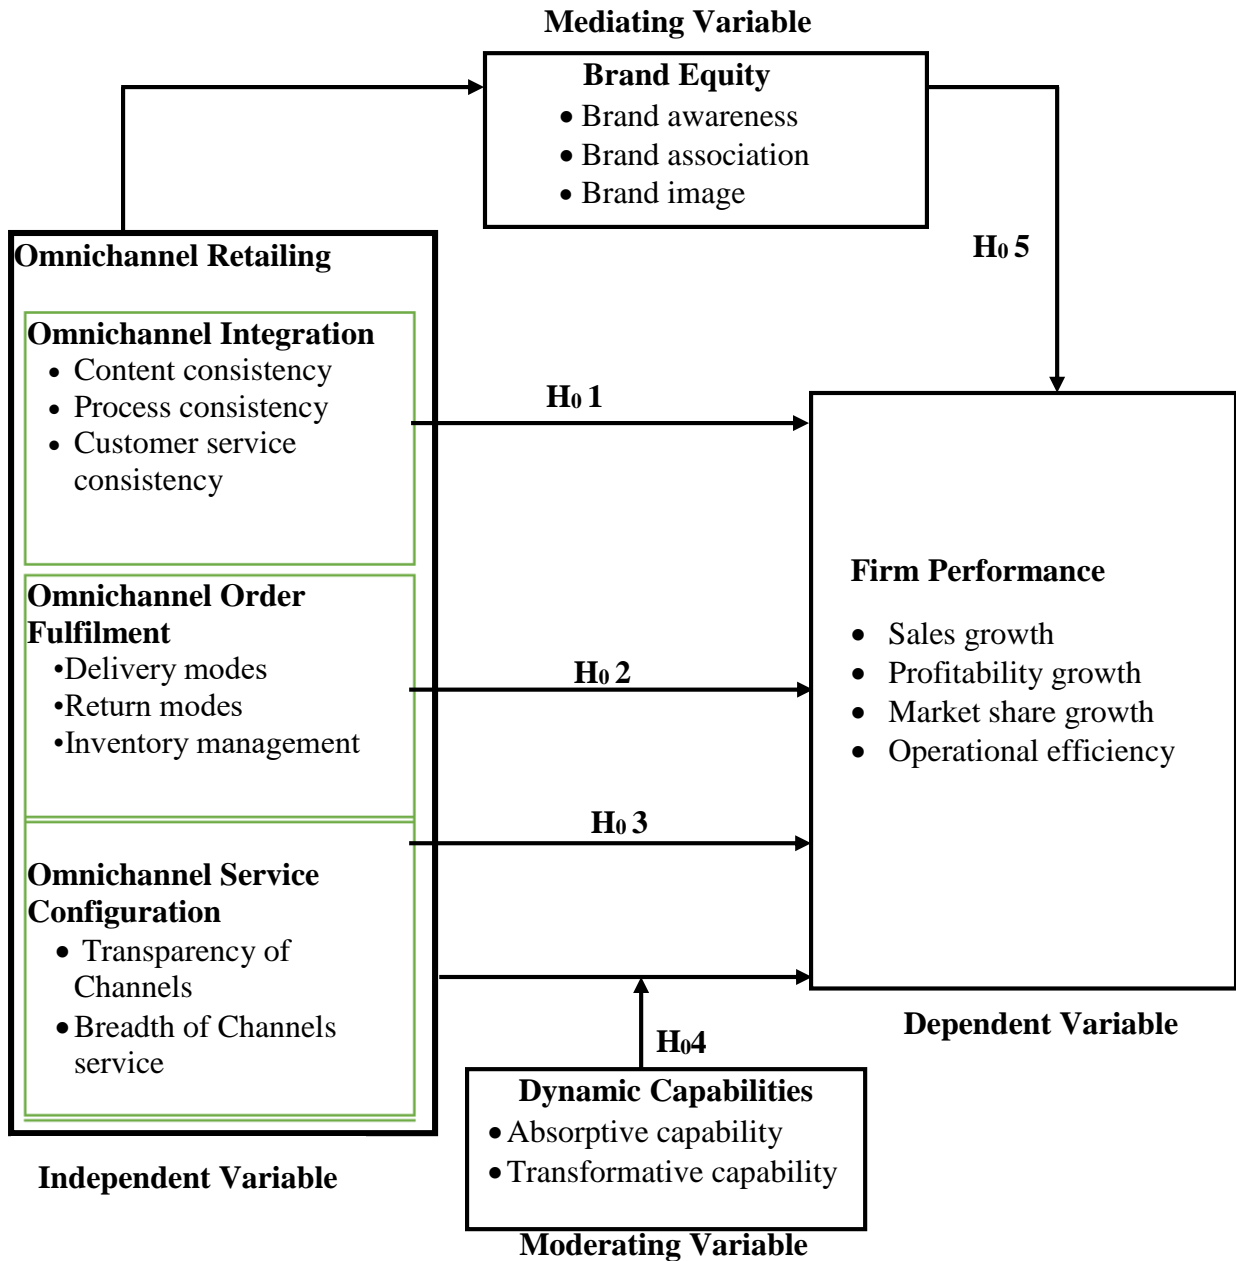 Mediating Variable
Brand Equity
• Brand awareness
• Brand association
• Brand image
H₀ 5
Omnichannel Retailing
Omnichannel Integration
• Content consistency
• Process consistency
• Customer service
consistency
H₀ 1
Omnichannel Order
Fulfilment
•Delivery modes
•Return modes
•Inventory management
H₀ 2
H₀ 3
Omnichannel Service
Configuration
• Transparency of
Channels
• Breadth of Channels
service
Independent Variable
Firm Performance
• Sales growth
• Profitability growth
• Market share growth
• Operational efficiency
Dependent Variable
H₀4
Dynamic Capabilities
• Absorptive capability
• Transformative capability
Moderating Variable